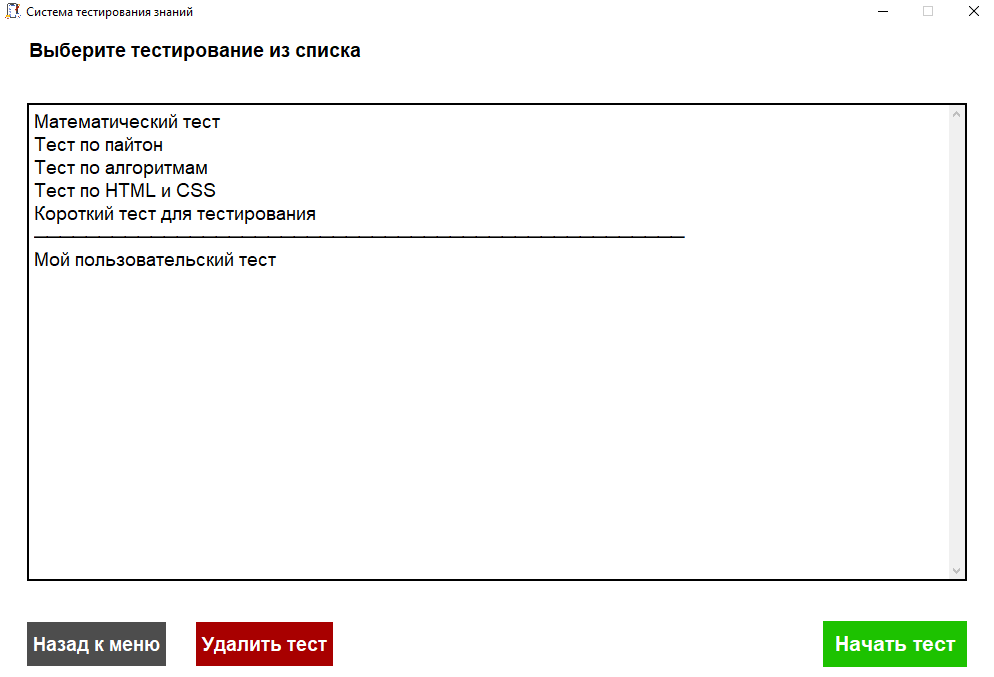 Система тестирования знаний
Выберите тестирование из списка
Математический тест
Тест по пайтон
Тест по алгоритмам
Тест по HTML и CSS
Короткий тест для тестирования
Мой пользовательский тест
Назад к меню
Удалить тест
Начать тест